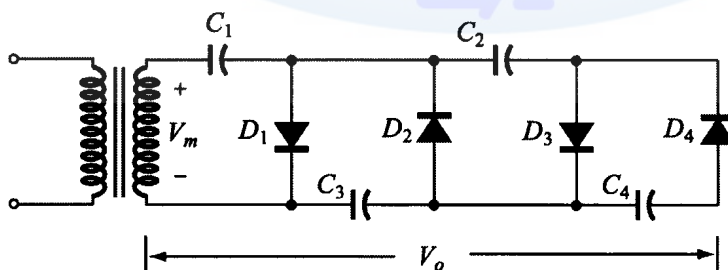 C₁
C₂
+
Vₘ
−
D₁
D₂
D₃
D₄
C₃
C₄
Vₒ